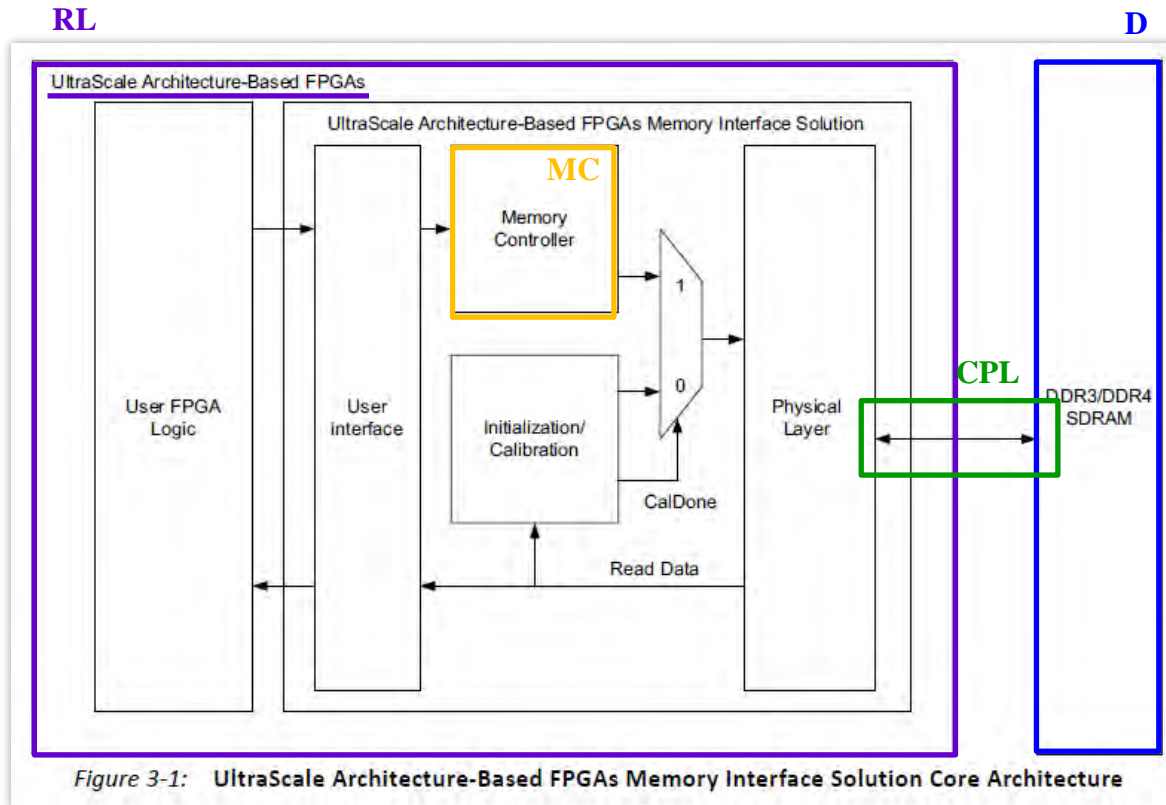 RL
D
UltraScale Architecture-Based FPGAs
UltraScale Architecture-Based FPGAs Memory Interface Solution
MC
Memory
Controller
1
0
CPL
User FPGA
Logic
User
interface
Initialization/
Calibration
Physical
Layer
DDR3/DDR4
SDRAM
CalDone
Read Data
Figure 3-1: UltraScale Architecture-Based FPGAs Memory Interface Solution Core Architecture